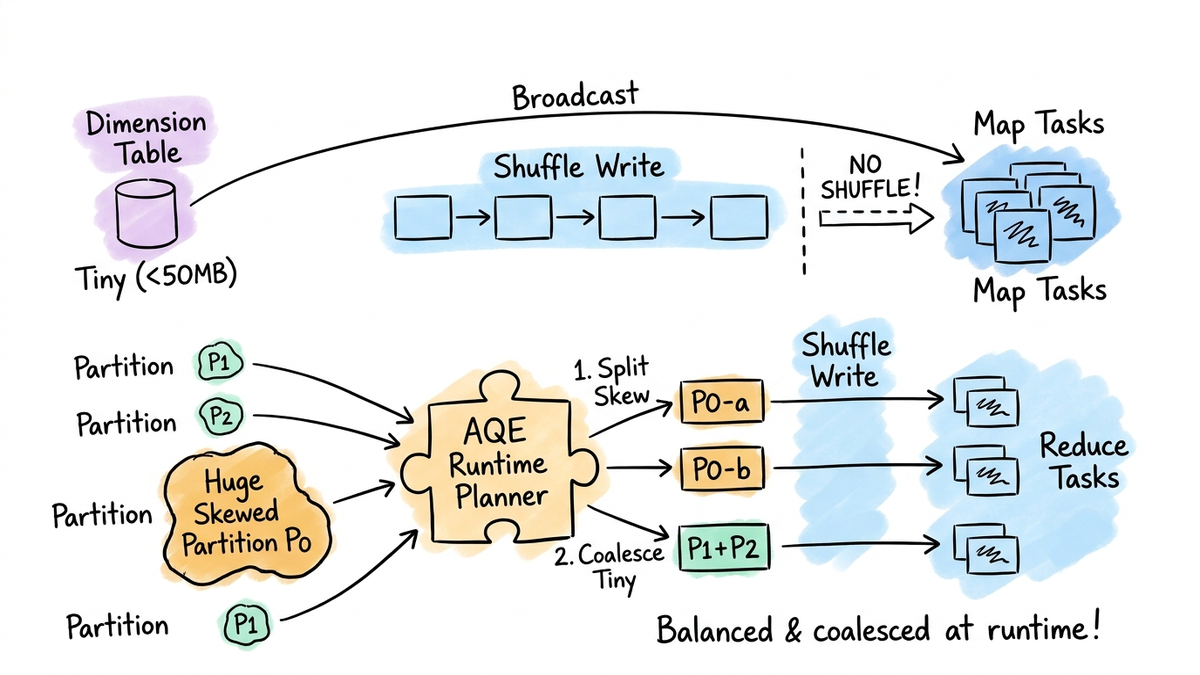 Broadcast
Dimension
Table
Tiny (<50MB)
Shuffle Write
NO
SHUFFLE!
Map Tasks
Map Tasks
Partition P1
Partition P2
Partition
Huge
Skewed
Partition P0
Partition P1
AQE
Runtime
Planner
1. Split
Skew
2. Coalesce
Tiny
P0-a
P0-b
P1+P2
Shuffle
Write
Reduce
Tasks
Balanced & coalesced at runtime!